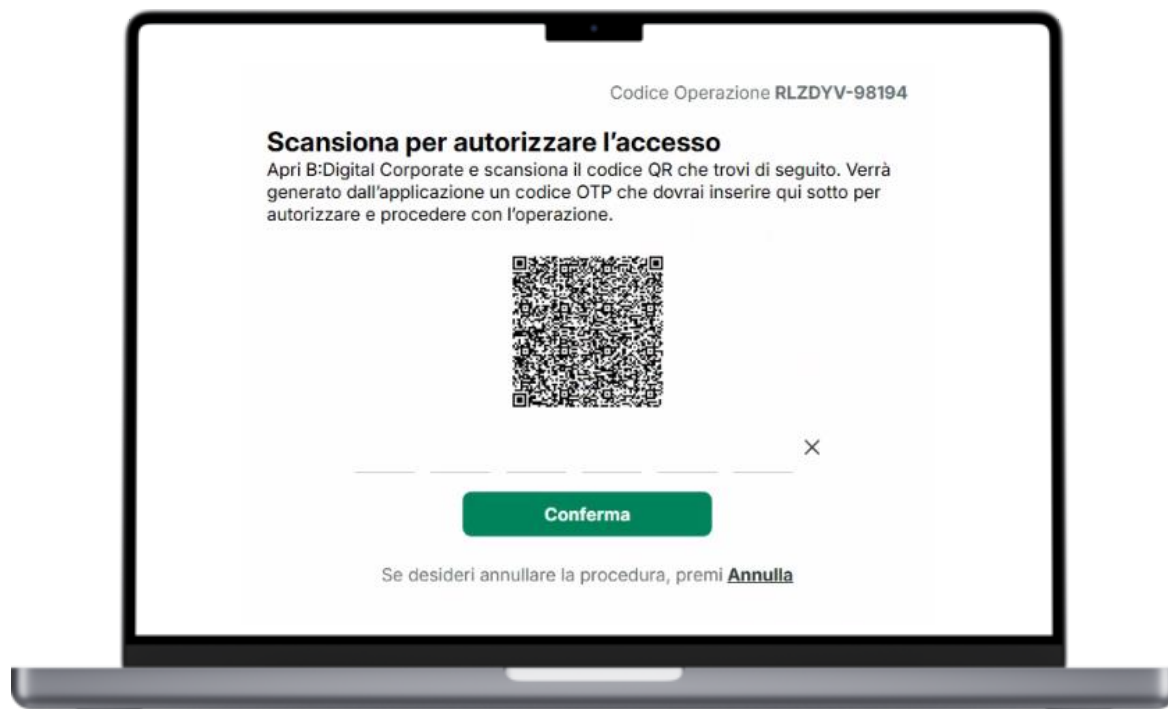 Codice Operazione RLZDYV-98194
Scansiona per autorizzare l’accesso
Apri B:Digital Corporate e scansiona il codice QR che trovi di seguito. Verrà
generato dall’applicazione un codice OTP che dovrai inserire qui sotto per
autorizzare e procedere con l’operazione.
Conferma
Se desideri annullare la procedura, premi Annulla